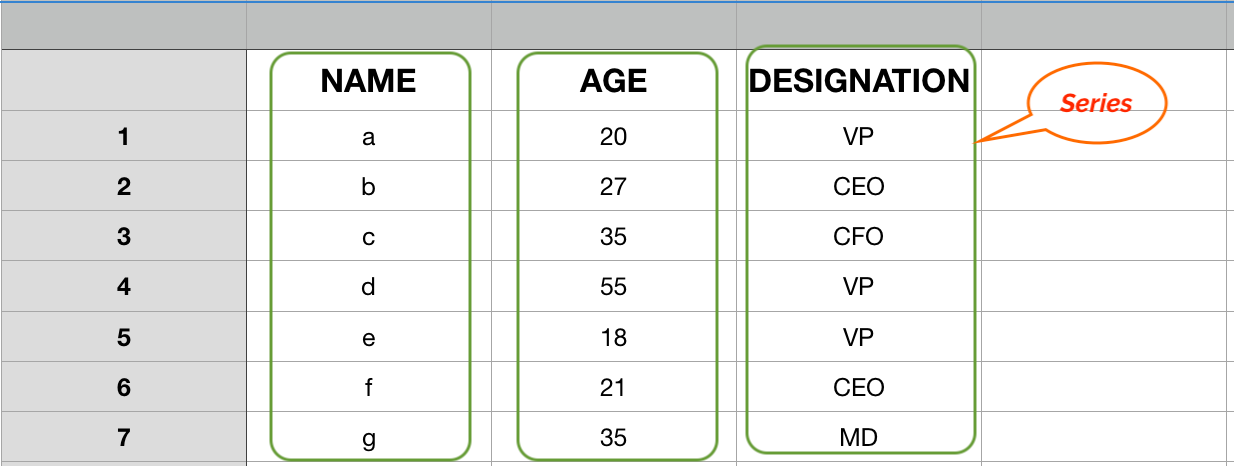 NAME AGE DESIGNATION
Series
1 a 20 VP
2 b 27 CEO
3 c 35 CFO
4 d 55 VP
5 e 18 VP
6 f 21 CEO
7 g 35 MD